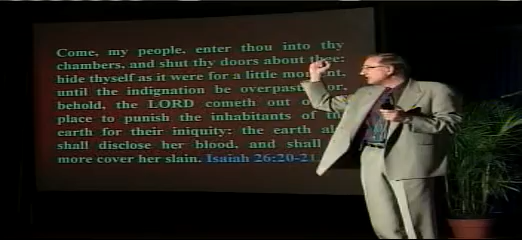 Come, my people, enter thou into thy
chambers, and shut thy doors about thee:
hide thyself as it were for a little moment,
until the indignation be overpast. For,
behold, the LORD cometh out
place to punish the inhabitants of the
earth for their iniquity: the earth
shall disclose her blood, and shall
more cover her slain. Isaiah 26:20-21